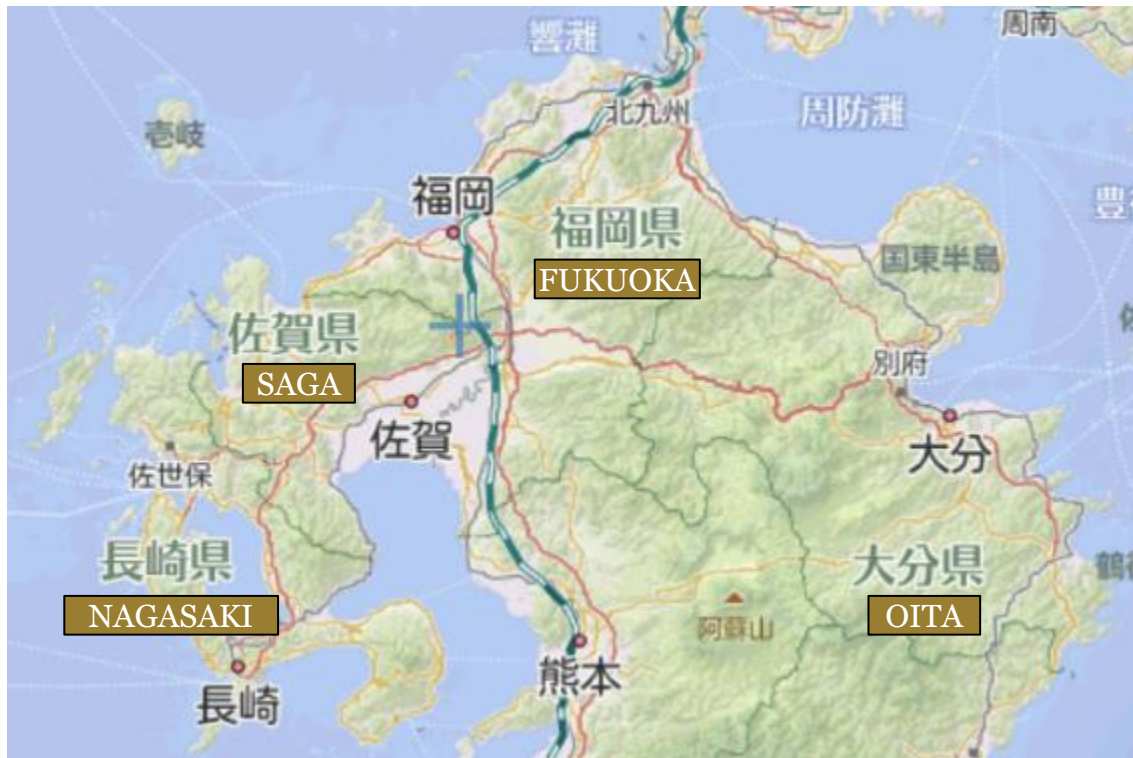 周南
響灘
北九州
周防灘
壱岐
福岡
福岡県
国東半島
FUKUOKA
佐賀県
SAGA
別府
佐賀
大分
佐世保
長崎県
大分県
NAGASAKI
OITA
阿蘇山
熊本
長崎